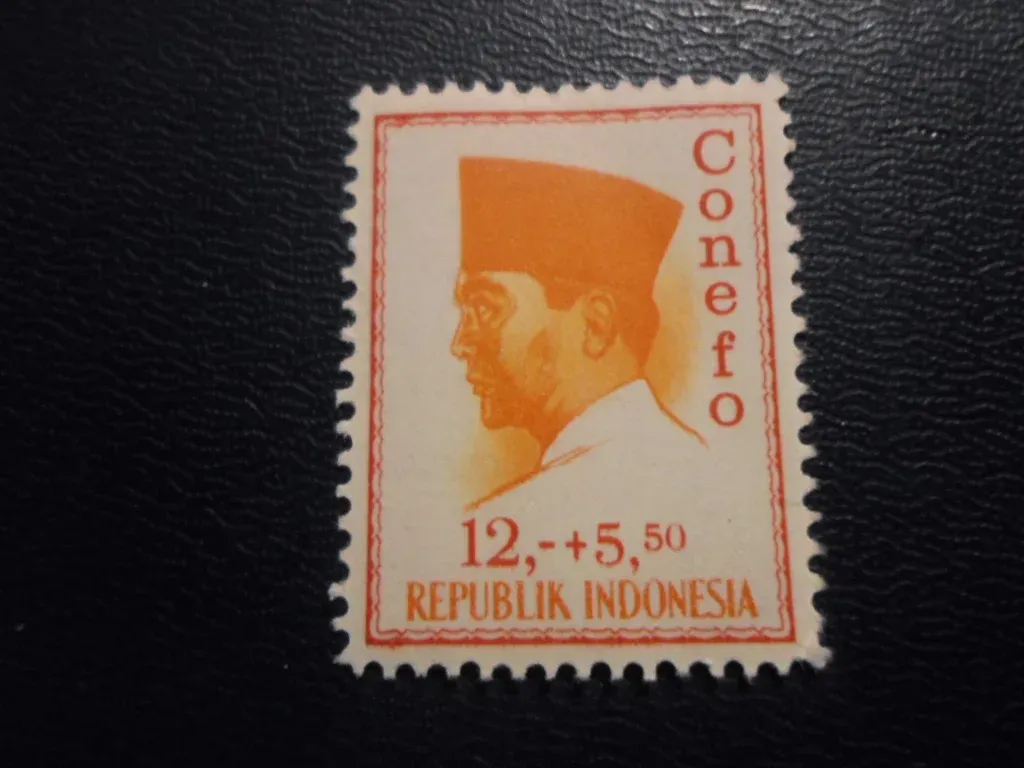 Conefo
12,-+5,50
REPUBLIK INDONESIA